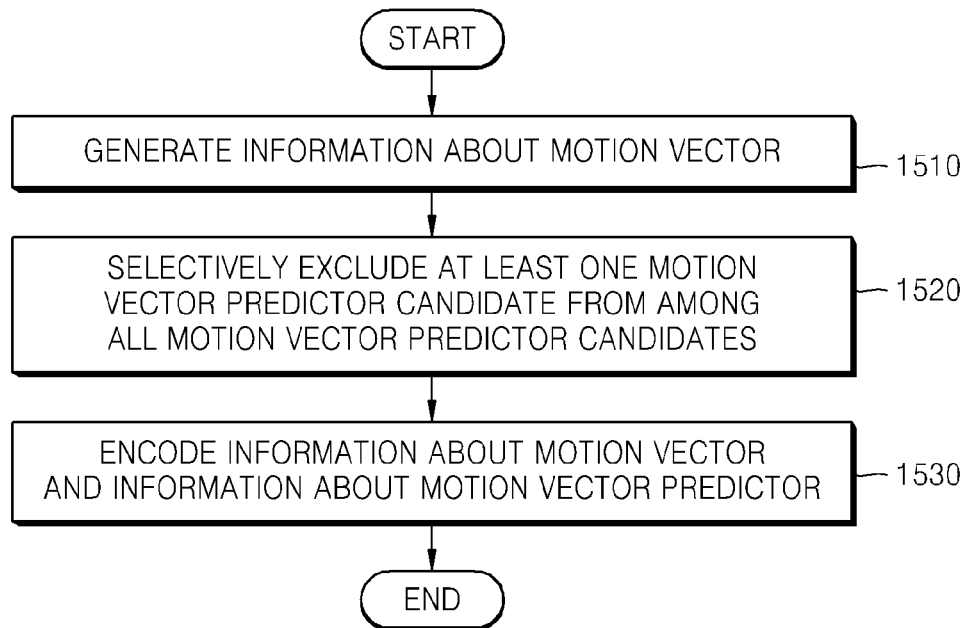 START
GENERATE INFORMATION ABOUT MOTION VECTOR
1510
SELECTIVELY EXCLUDE AT LEAST ONE MOTION
VECTOR PREDICTOR CANDIDATE FROM AMONG
ALL MOTION VECTOR PREDICTOR CANDIDATES
1520
ENCODE INFORMATION ABOUT MOTION VECTOR
AND INFORMATION ABOUT MOTION VECTOR PREDICTOR
1530
END